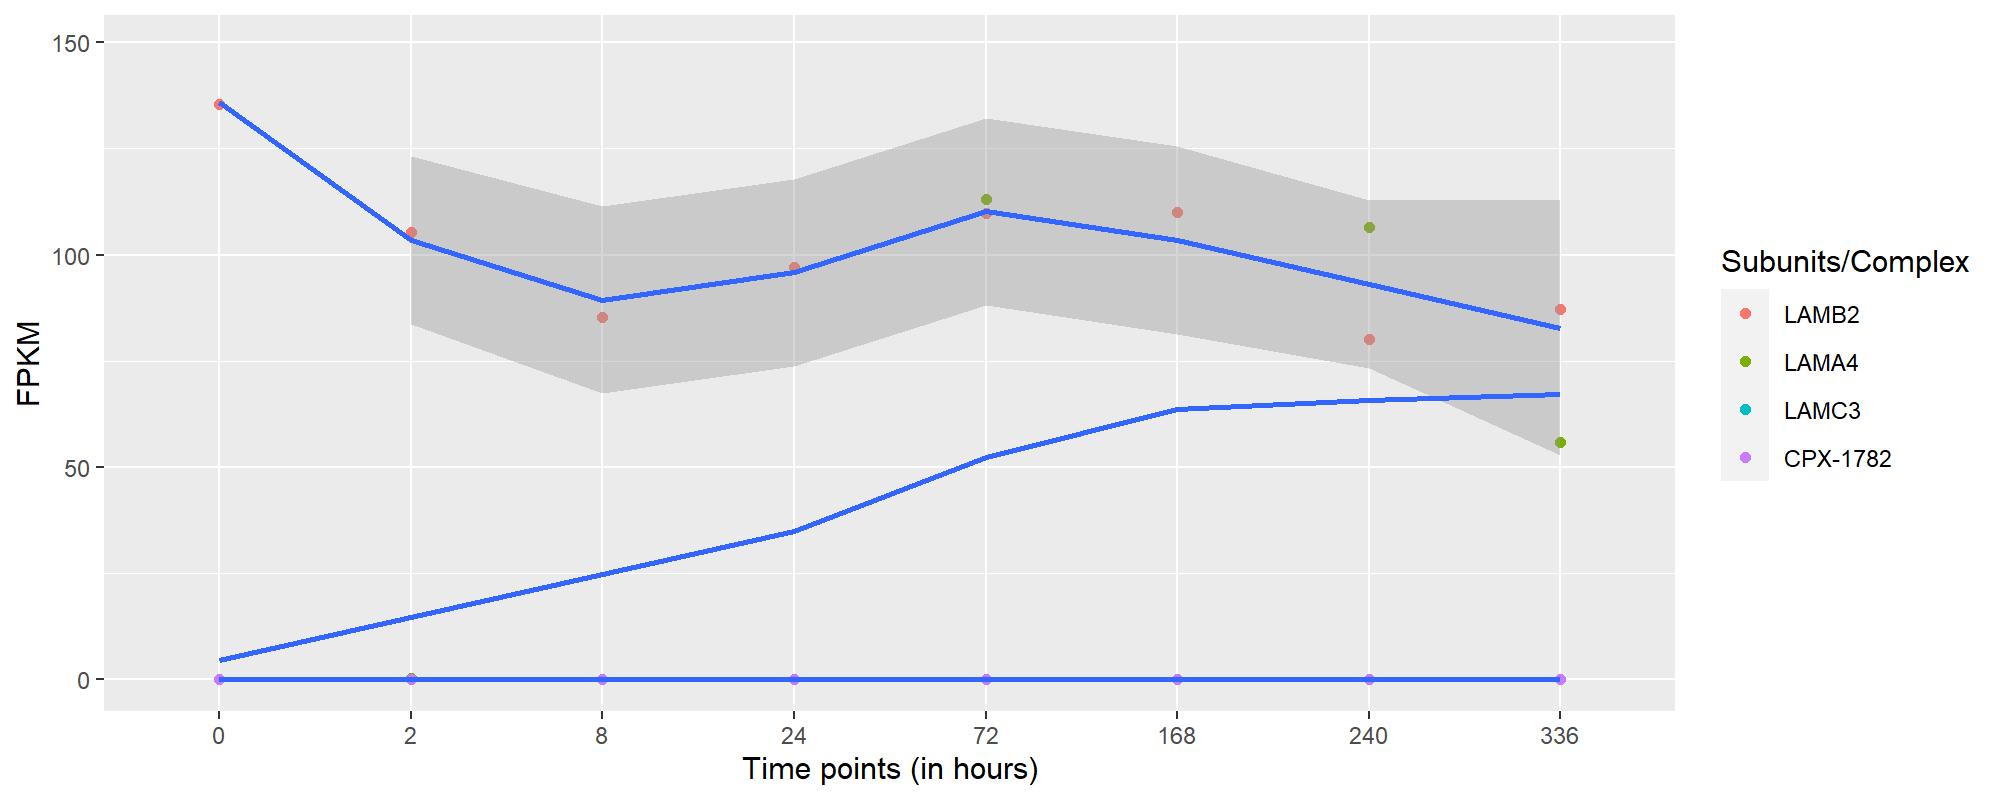 150
100
50
0
FPKM
0 2 8 24 72 168 240 336
Time points (in hours)
Subunits/Complex
LAMB2
LAMA4
LAMC3
CPX-1782